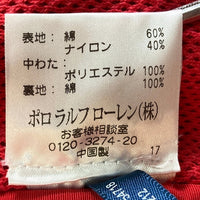 表地: 綿 60%
ナイロン 40%
中わた:
ポリエステル 100%
裏地: 綿 100%
ポロ ラルフ ローレン(株)
お客様相談室
0120-3274-20
中国製 17